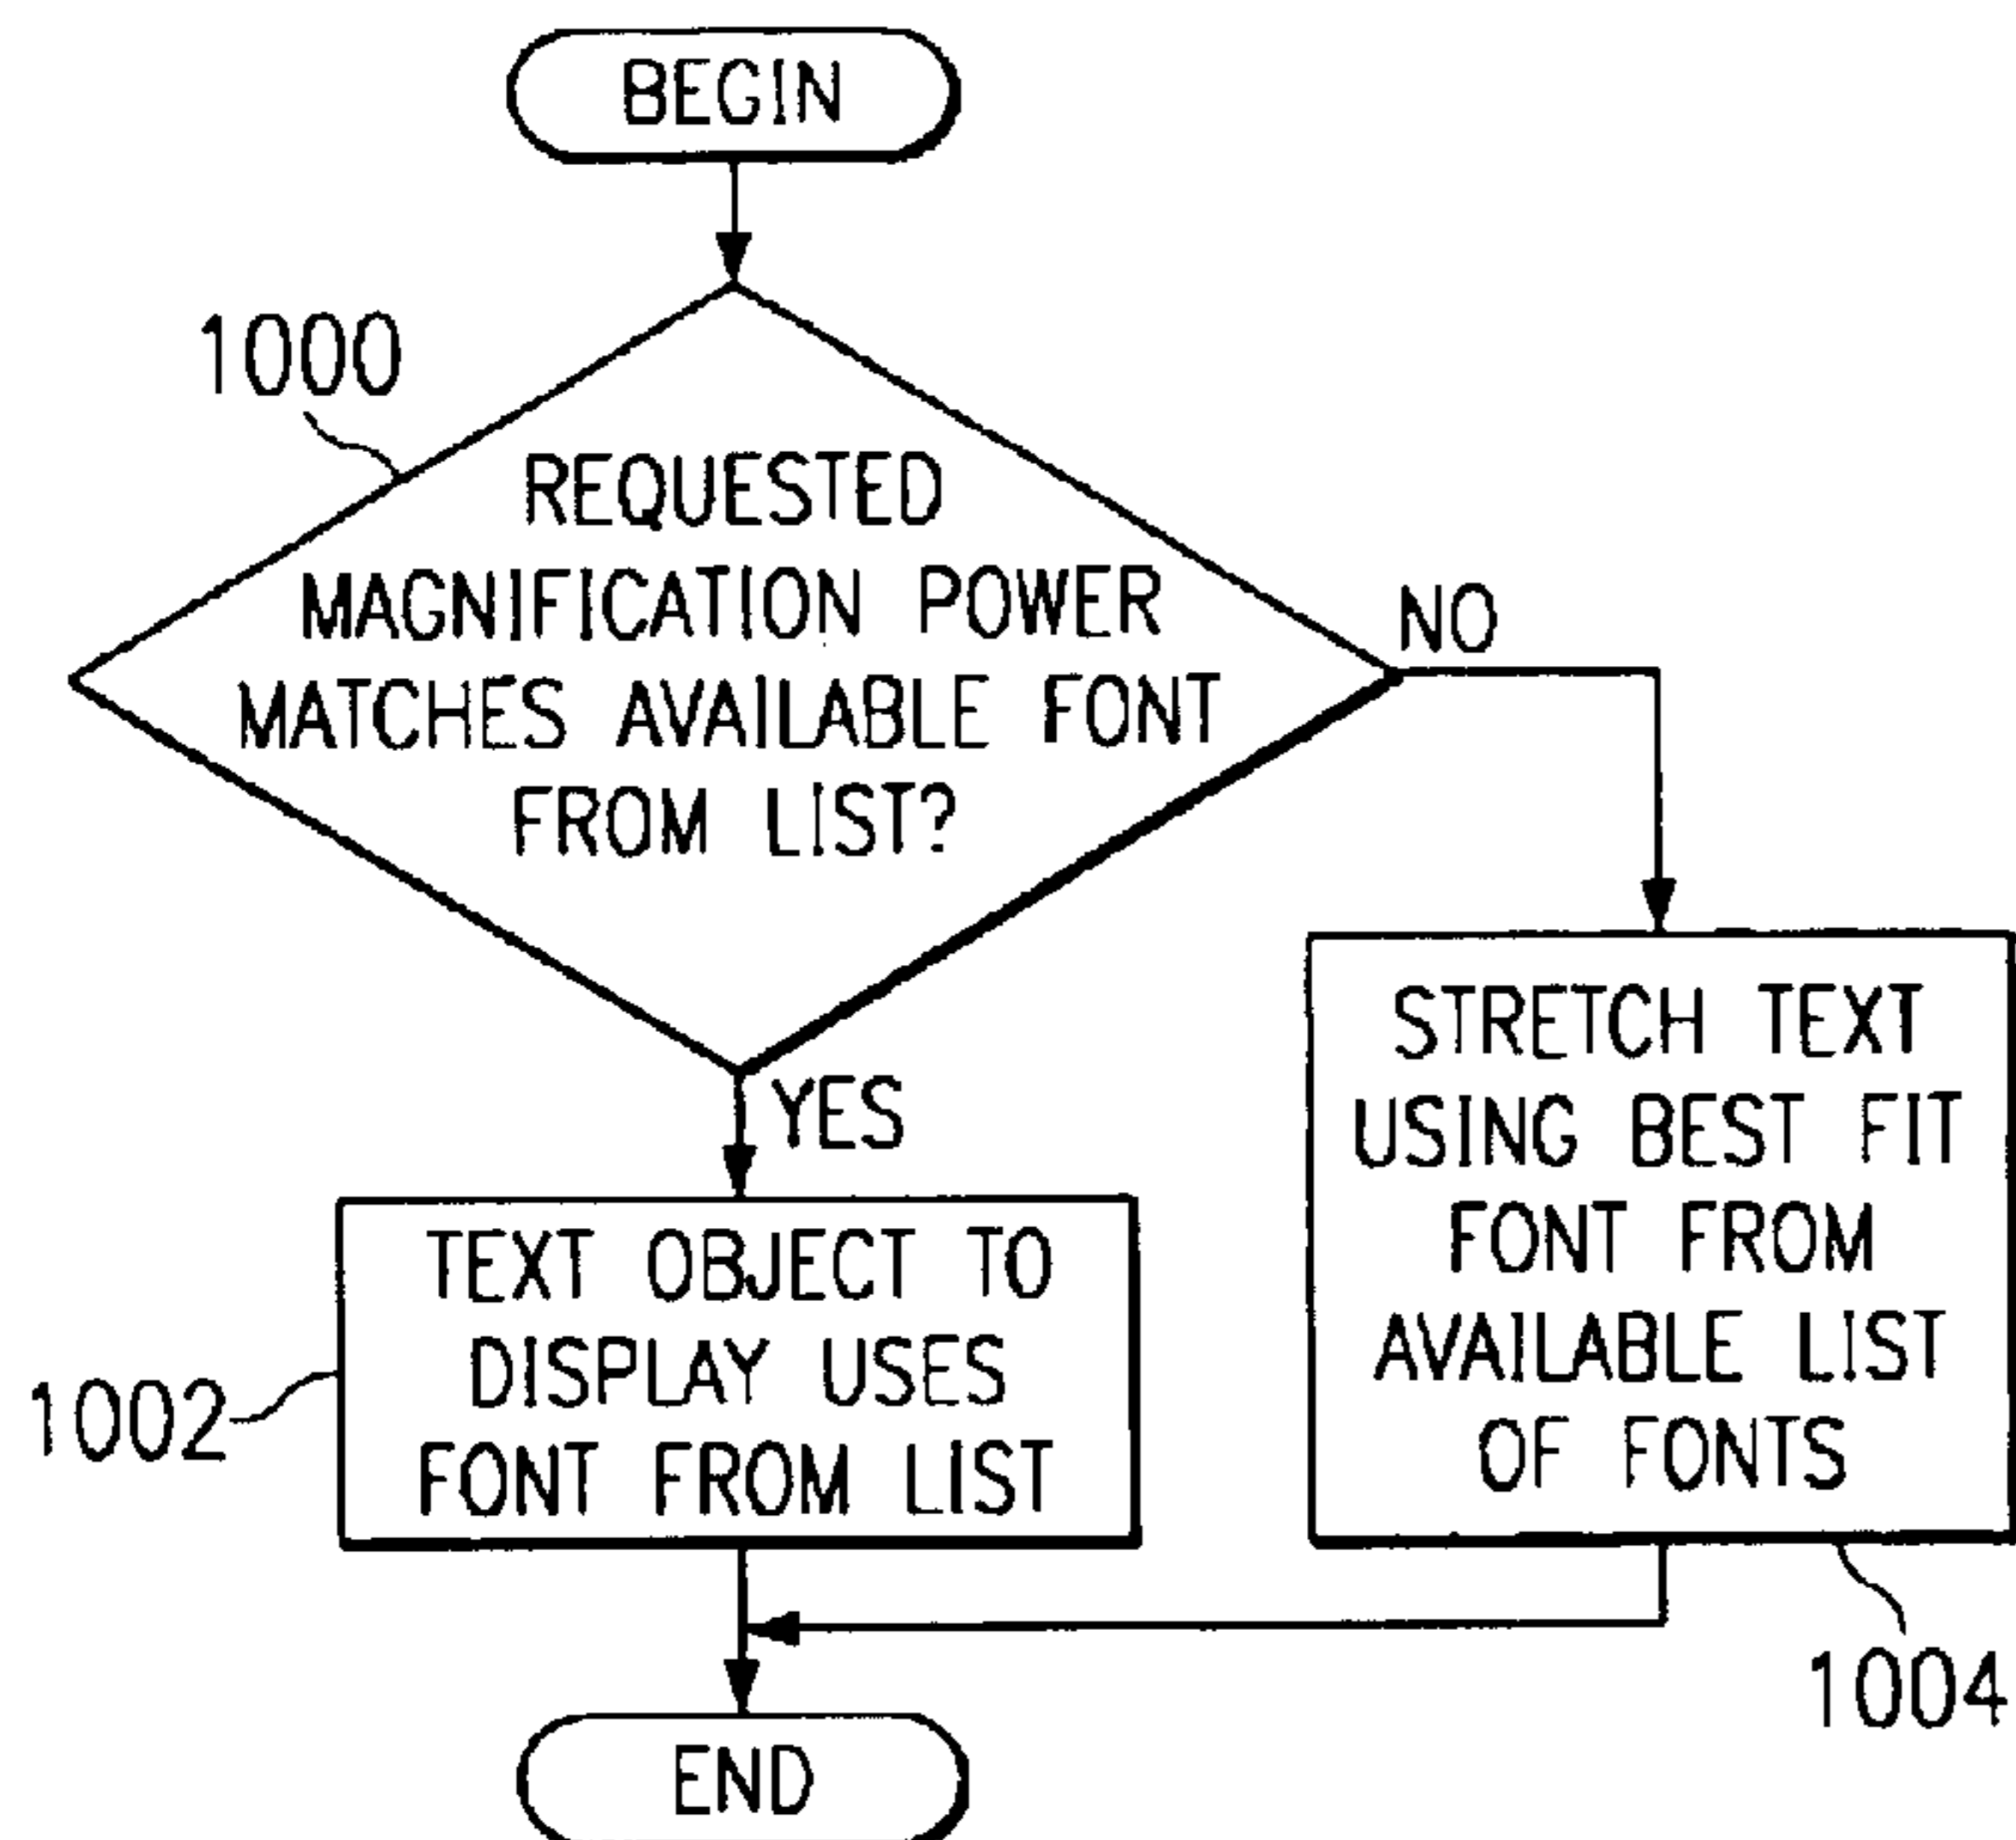 BEGIN
1000
REQUESTED
MAGNIFICATION POWER
MATCHES AVAILABLE FONT
FROM LIST?
NO
YES
STRETCH TEXT
USING BEST FIT
FONT FROM
AVAILABLE LIST
OF FONTS
TEXT OBJECT TO
DISPLAY USES
FONT FROM LIST
1002
1004
END